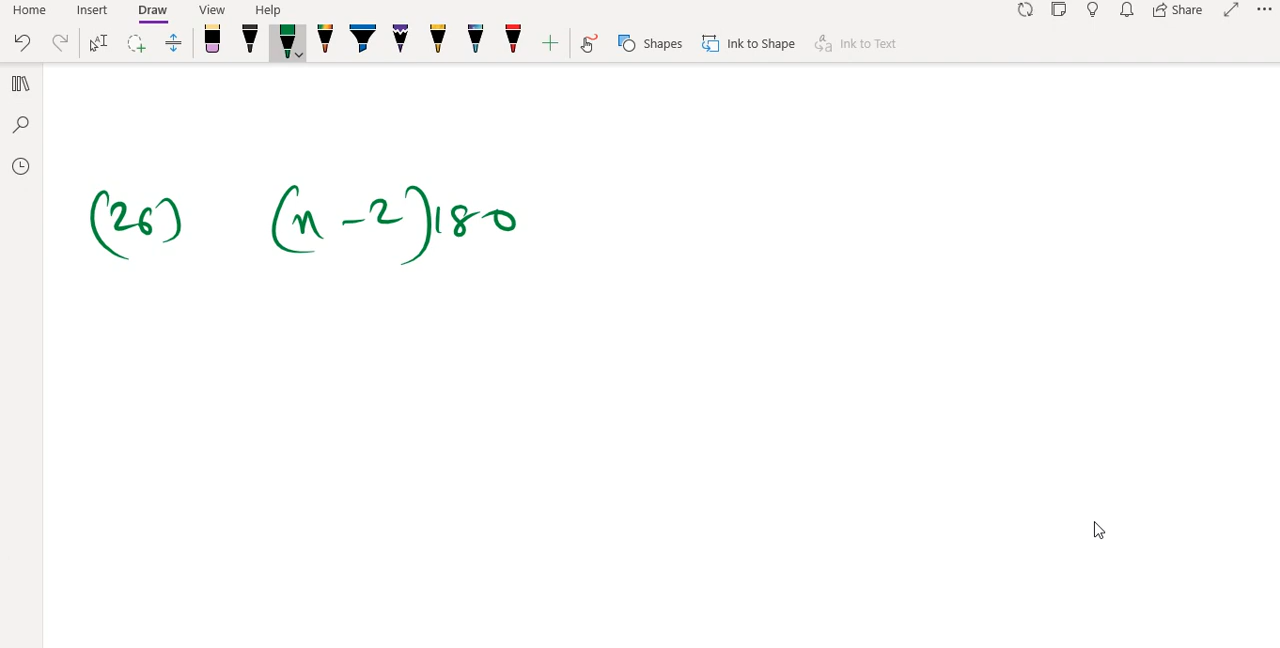 Home Insert Draw View Help Share
Shapes Ink to Shape Ink to Text
(26) (n-2)180